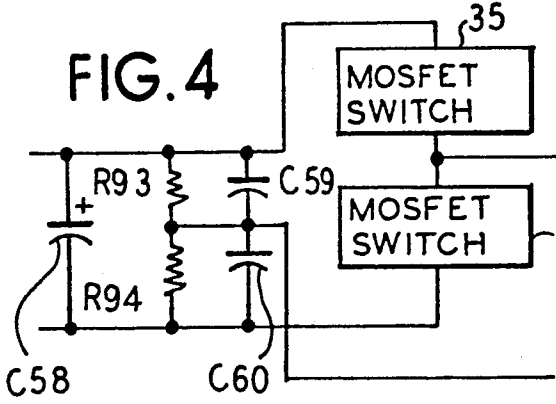 35
FIG. 4
MOSFET
SWITCH
R93
C59
+
MOSFET
SWITCH
R94
C58
C60